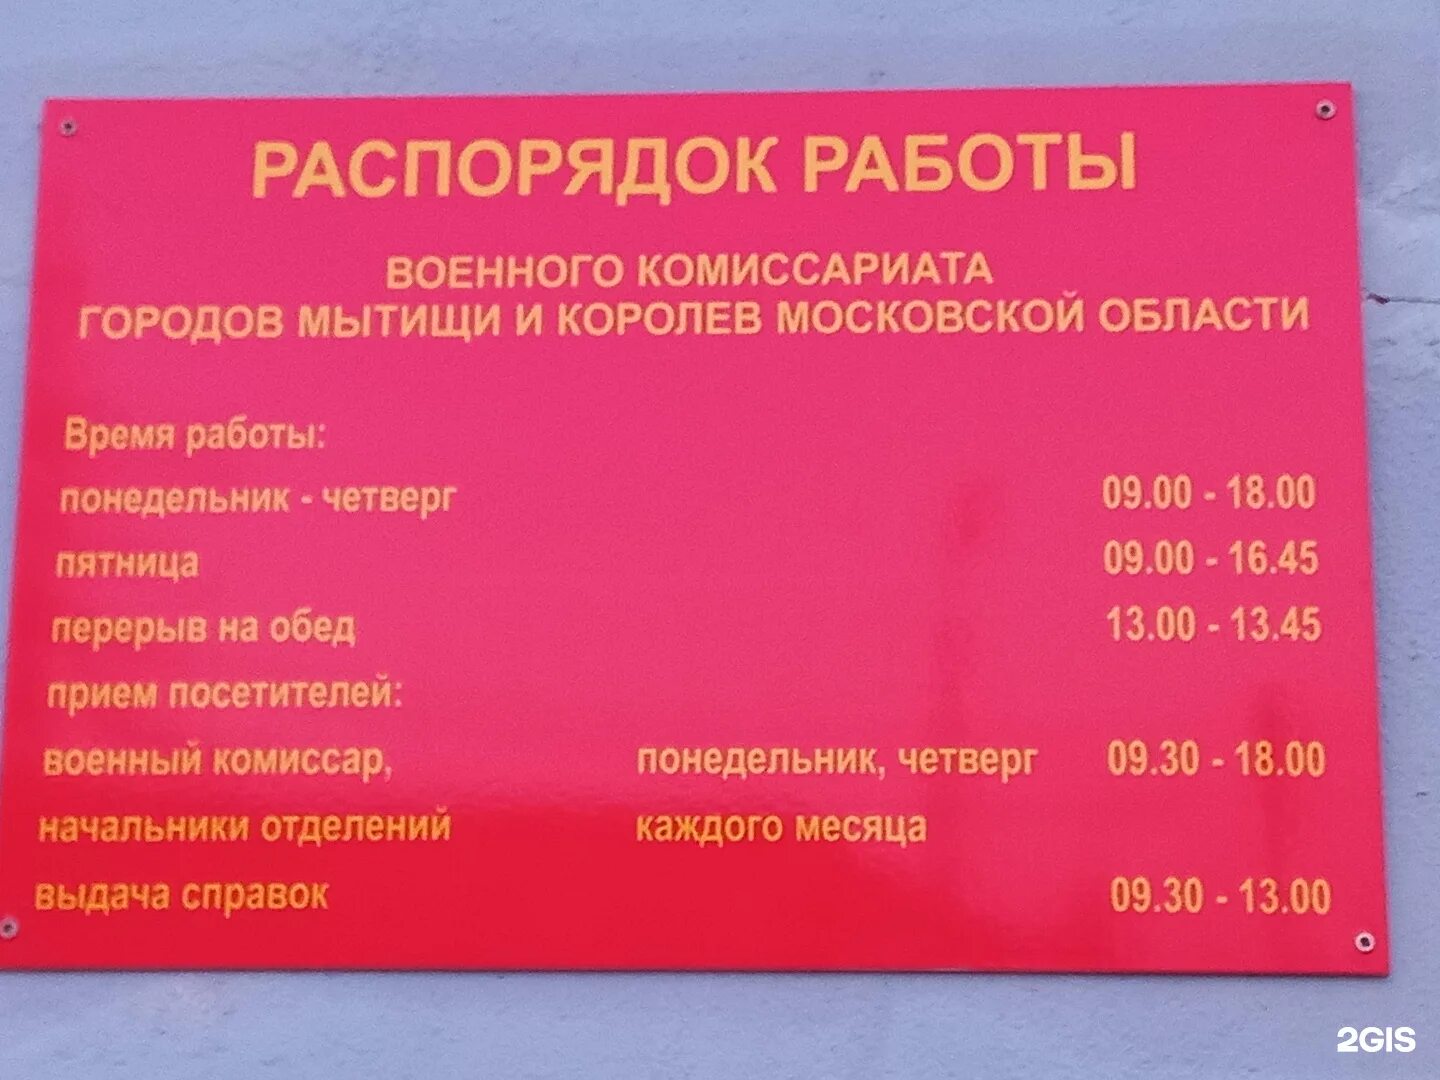 РАСПОРЯДОК РАБОТЫ
ВОЕННОГО КОМИССАРИАТА
ГОРОДОВ МЫТИЩИ И КОРОЛЕВ МОСКОВСКОЙ ОБЛАСТИ
Время работы:
понедельник - четверг 09.00 - 18.00
пятница 09.00 - 16.45
перерыв на обед 13.00 - 13.45
прием посетителей:
военный комиссар, понедельник, четверг 09.30 - 18.00
начальники отделений каждого месяца
выдача справок 09.30 - 13.00
2GIS